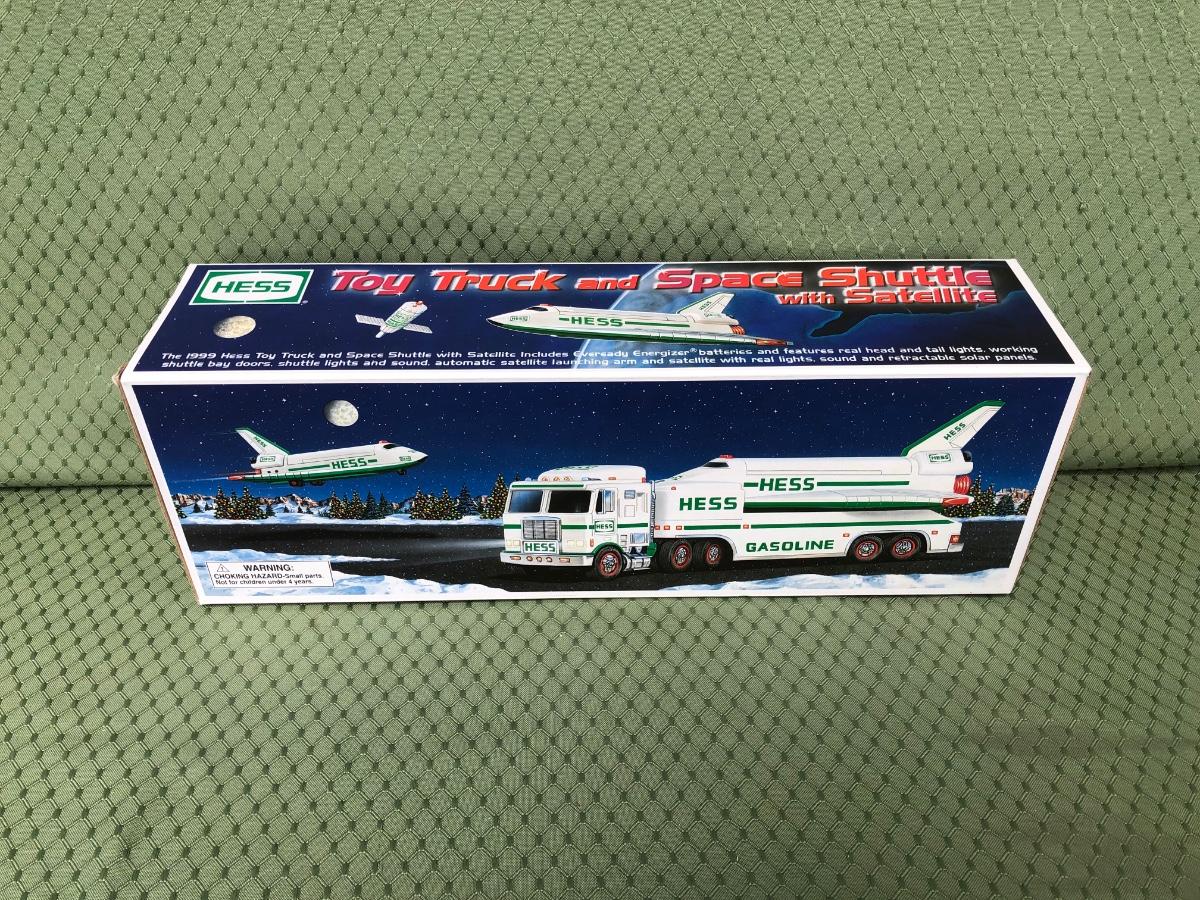 HESS
Toy Truck and Space Shuttle
with Satellite
HESS
The 1999 Hess Toy Truck and Space Shuttle with Satellite includes Eveready Energizer® batteries and features real head and tail lights, working
shuttle bay doors, shuttle lights and sound, automatic satellite launching arm and satellite with real lights, sound and retractable solar panels.
HESS
HESS
HESS
HESS
HESS
HESS
HESS
GASOLINE
WARNING:
CHOKING HAZARD-Small parts.
Not for children under 4 years.